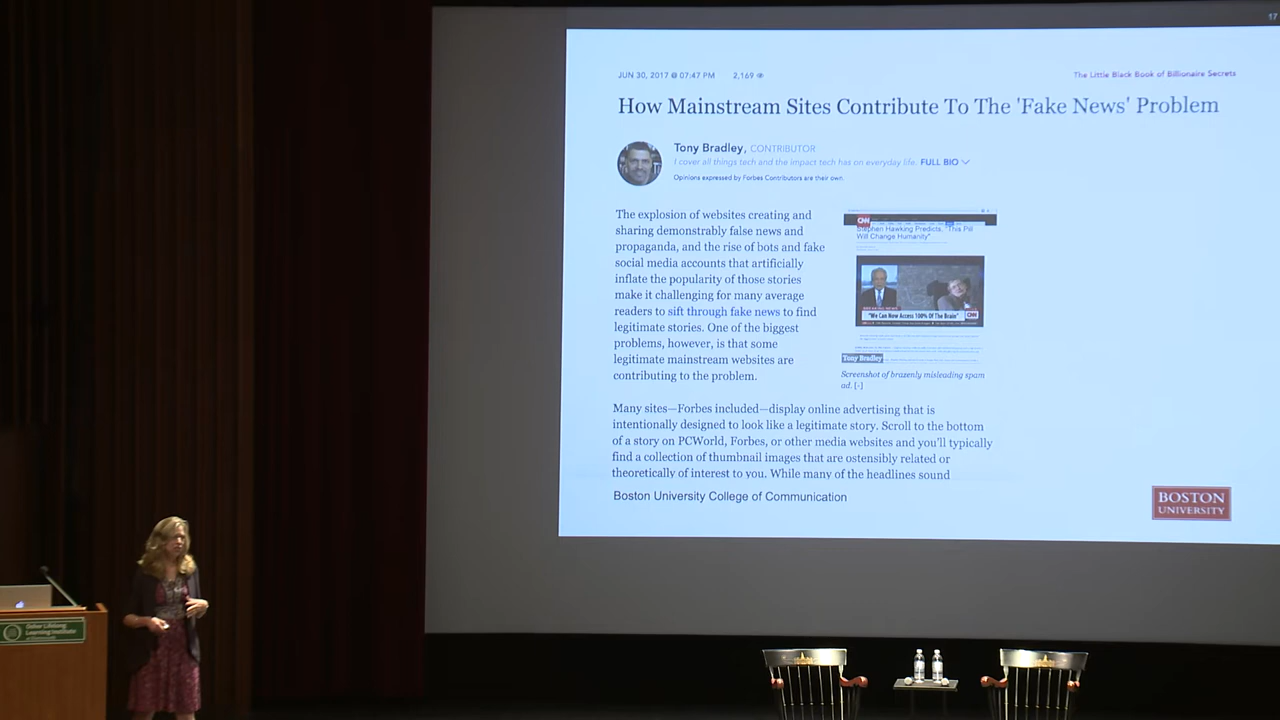 17
JUN 30, 2017 @ 07:47 PM 2,169
The Little Black Book of Billionaire Secrets
How Mainstream Sites Contribute To The 'Fake News' Problem
Tony Bradley, CONTRIBUTOR
I cover all things tech and the impact tech has on everyday life. FULL BIO
Opinions expressed by Forbes Contributors are their own.
The explosion of websites creating and
sharing demonstrably false news and
propaganda, and the rise of bots and fake
social media accounts that artificially
inflate the popularity of those stories
make it challenging for many average
readers to sift through fake news to find
legitimate stories. One of the biggest
problems, however, is that some
legitimate mainstream websites are
contributing to the problem.
CNN
Stephen Hawking Predicts, "This Pill
Will Change Humanity"
"We Can Now Access 100% Of The Brain"
CNN
Tony Bradley
Screenshot of brazenly misleading spam
ad. [-]
Many sites—Forbes included—display online advertising that is
intentionally designed to look like a legitimate story. Scroll to the bottom
of a story on PCWorld, Forbes, or other media websites and you'll typically
find a collection of thumbnail images that are ostensibly related or
theoretically of interest to you. While many of the headlines sound
Boston University College of Communication
BOSTON
UNIVERSITY
Osher Lifelong
Learning Institute